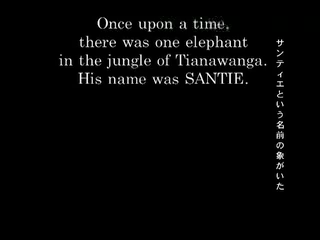 Once upon a time,
there was one elephant
in the jungle of Tianawanga.
His name was SANTIE.
サンティエという名前の象がいた